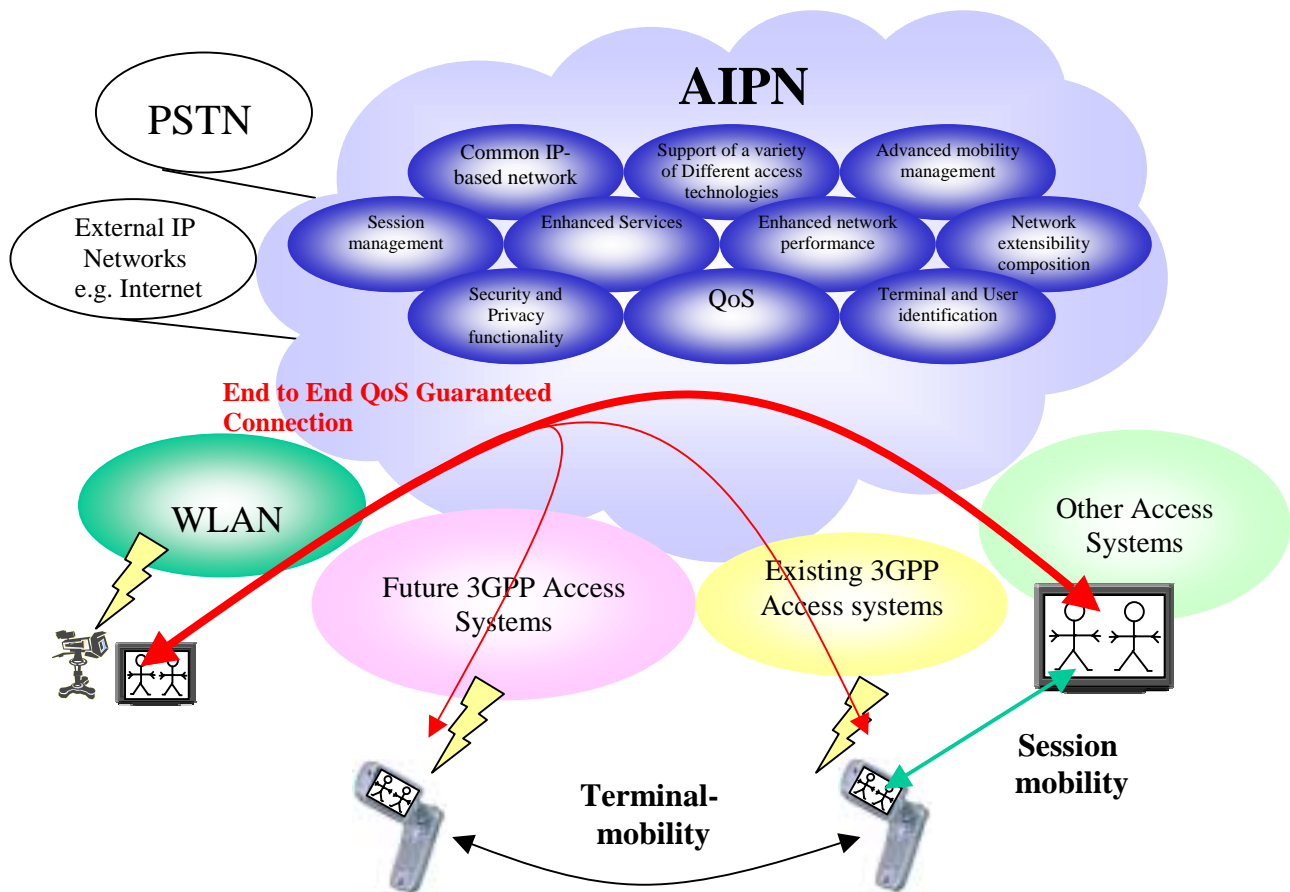 AIPN
PSTN
Common IP-
based network
Support of a variety
of Different access
technologies
Advanced mobility
management
Session
management
Enhanced Services
Enhanced network
performance
Network
extensibility
composition
External IP
Networks
e.g. Internet
Security and
Privacy
functionality
QoS
Terminal and User
identification
End to End QoS Guaranteed
Connection
WLAN
Future 3GPP Access
Systems
Existing 3GPP
Access systems
Other Access
Systems
Session
mobility
Terminal-
mobility